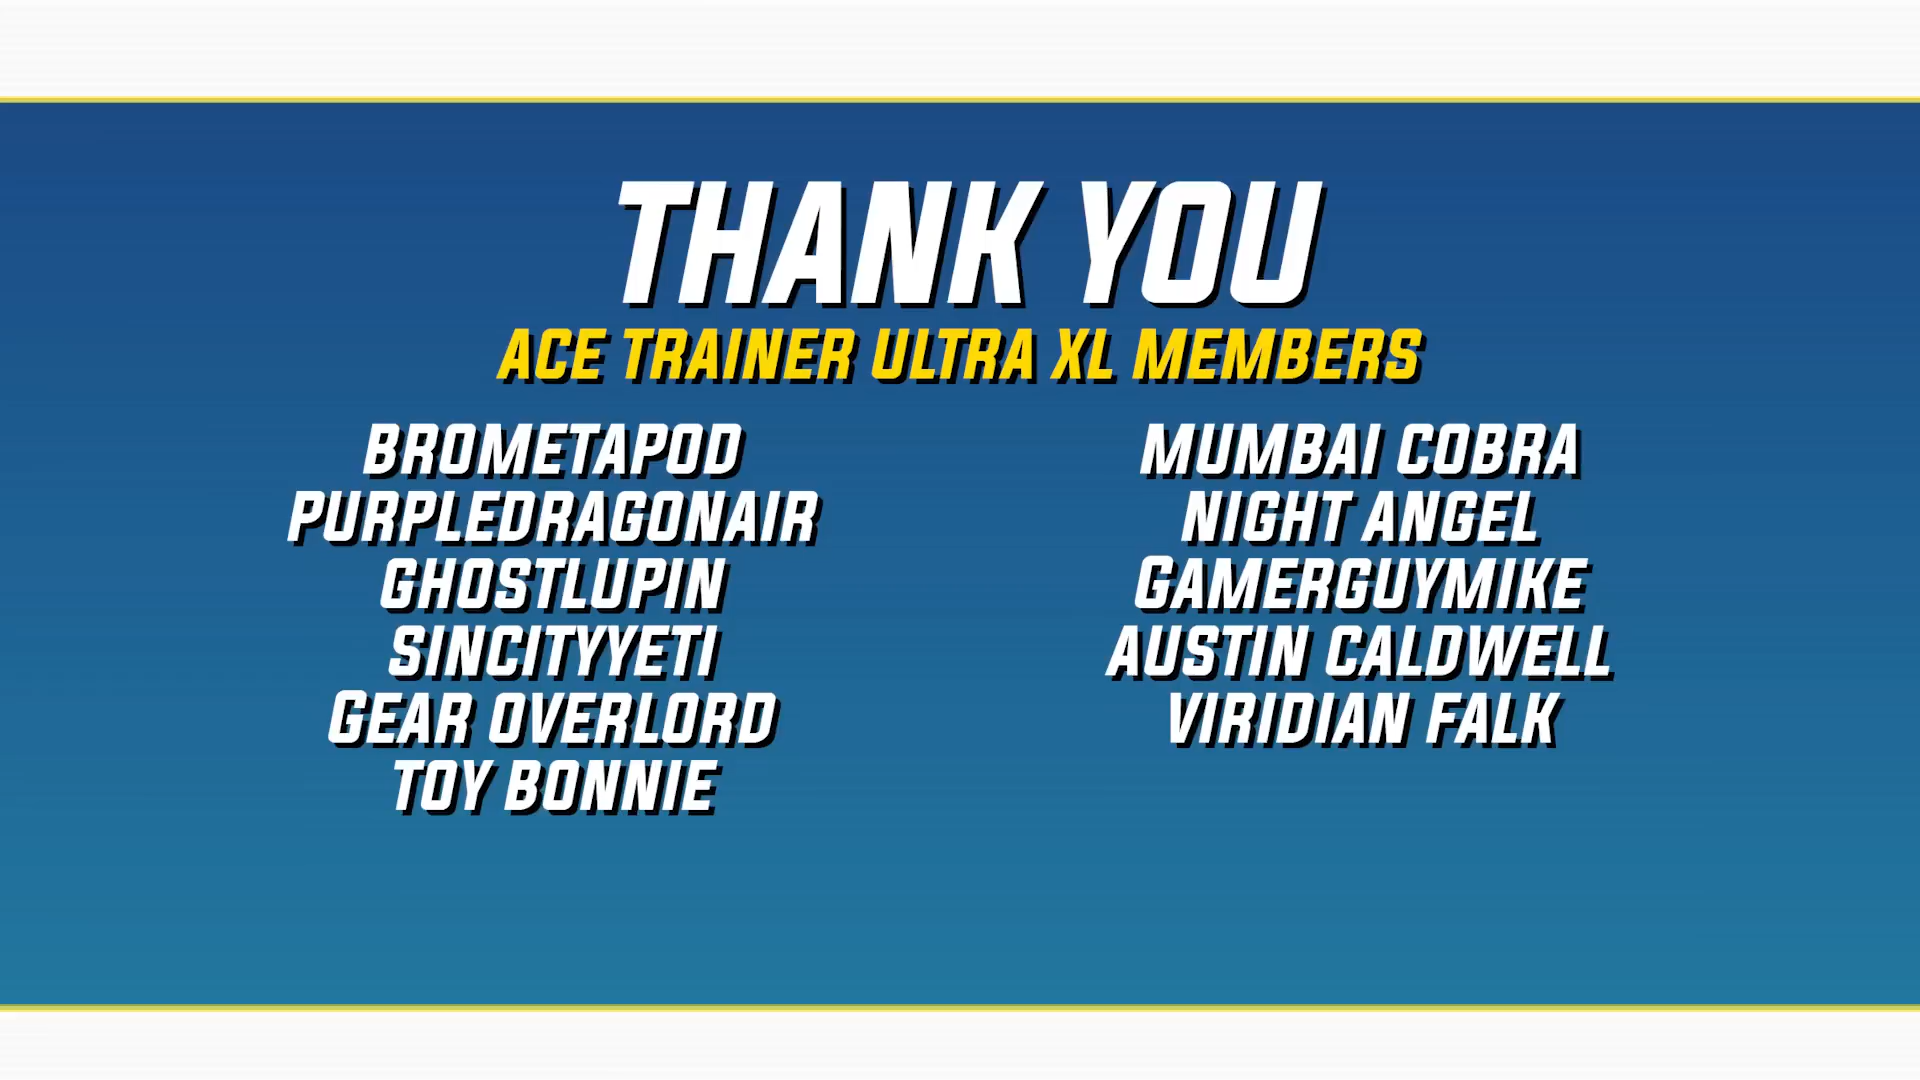 THANK YOU
ACE TRAINER ULTRA XL MEMBERS
BROMETAPOD
PURPLEDRAGONAIR
GHOSTLUPIN
SINCITYYETI
GEAR OVERLORD
TOY BONNIE
MUMBAI COBRA
NIGHT ANGEL
GAMERGUYMIKE
AUSTIN CALDWELL
VIRIDIAN FALK